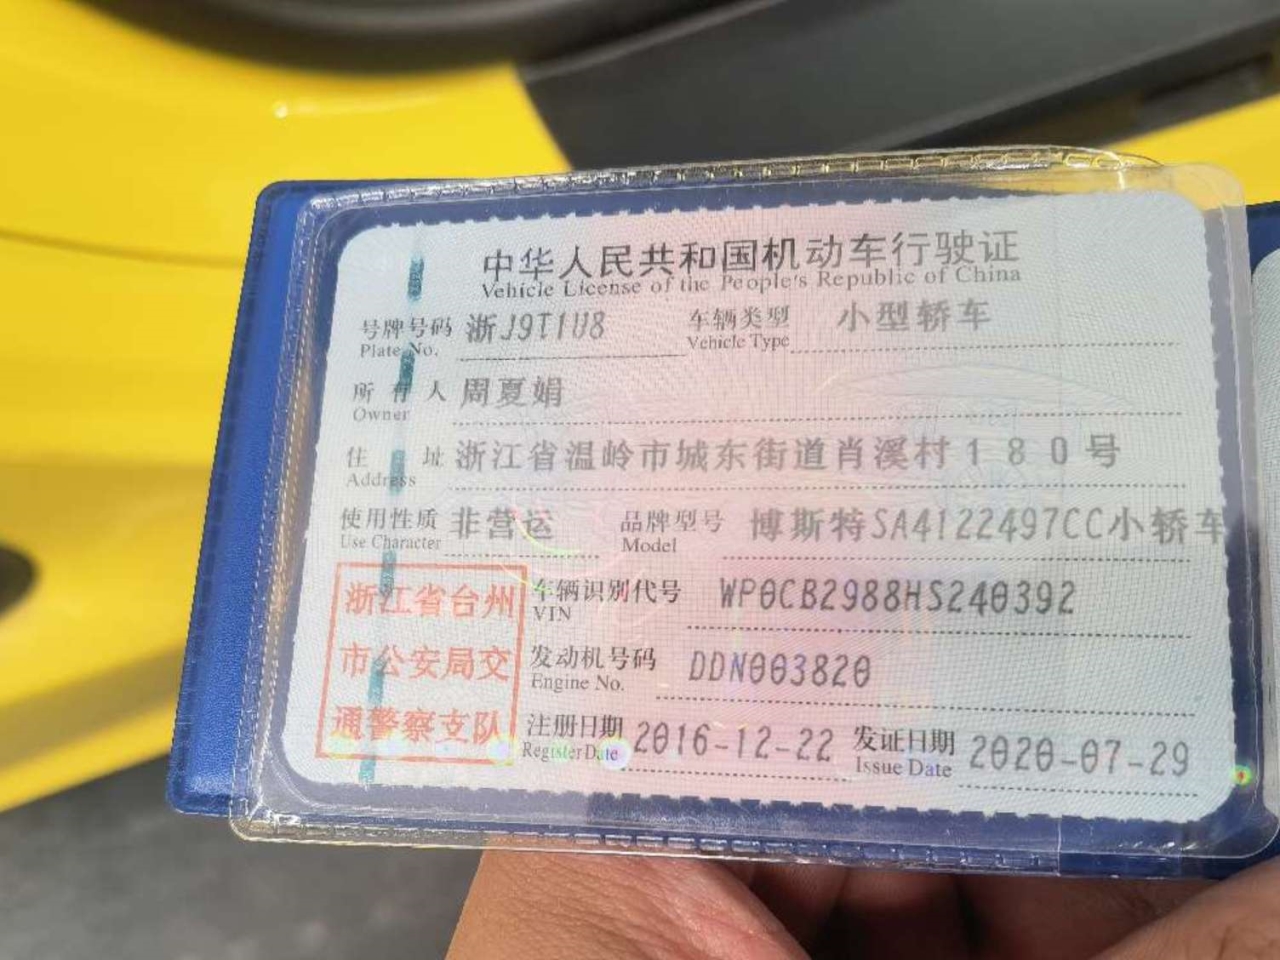 中华人民共和国机动车行驶证
Vehicle License of the People's Republic of China
号牌号码 浙J9T1U8 车辆类型 小型轿车
Plate No. Vehicle Type
所有人 周夏娟
Owner
住址 浙江省温岭市城东街道肖溪村180号
Address
使用性质 非营运 品牌型号 博斯特SA4122497CC小轿车
Use Character Model
浙江省台州
市公安局交
通警察支队
车辆识别代号 WP0CB2988HS240392
VIN
发动机号码 DDN003820
Engine No.
注册日期 2016-12-22 发证日期 2020-07-29
Register Date Issue Date